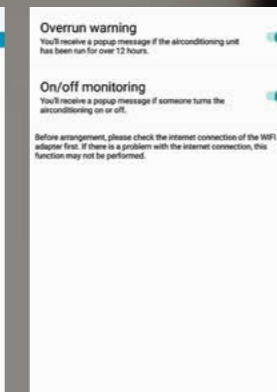 Overrun warning
You'll receive a popup message if the airconditioning unit
has been run for over 12 hours.
On/off monitoring
You'll receive a popup message if someone turns the
airconditioning on or off.
Before arrangement, please check the internet connection of the WiFi
adapter first. If there is a problem with the internet connection, this
function may not be performed.